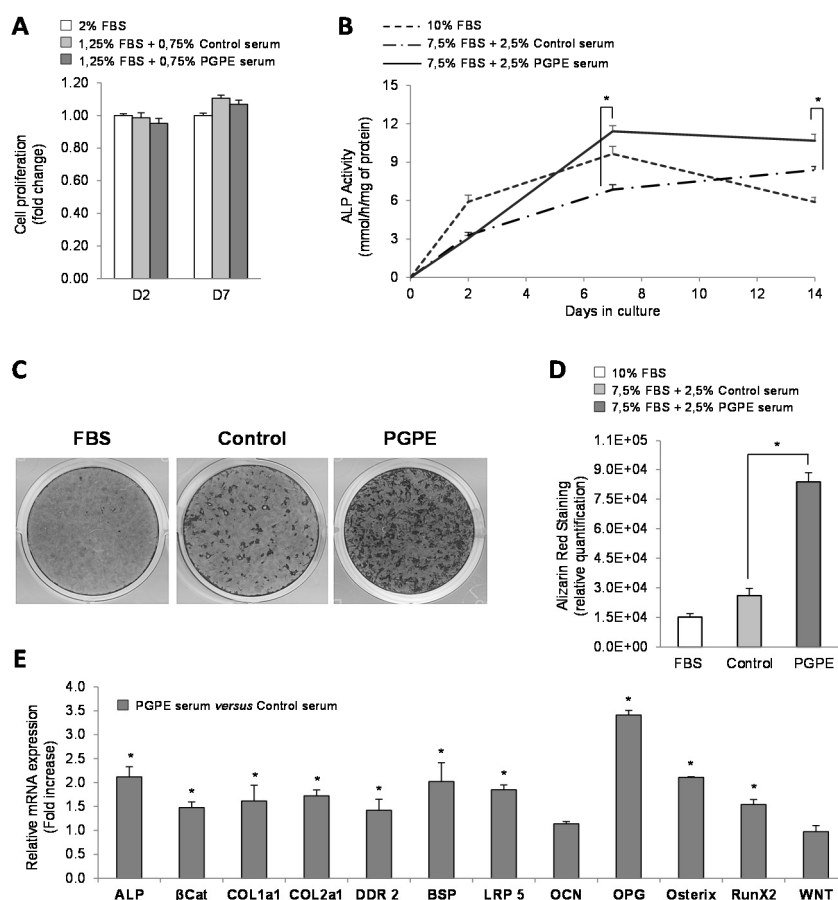 A
2% FBS
1,25% FBS + 0,75% Control serum
1,25% FBS + 0,75% PGPE serum
Cell proliferation
(fold change)
1.20
1.00
0.80
0.60
0.40
0.20
0.00
D2
D7
B
10% FBS
7,5% FBS + 2,5% Control serum
7,5% FBS + 2,5% PGPE serum
ALP Activity
(mmol/h/mg of protein)
15
12
9
6
3
0
*
*
0
2
4
6
8
10
12
14
Days in culture
C
FBS
Control
PGPE
D
10% FBS
7,5% FBS + 2,5% Control serum
7,5% FBS + 2,5% PGPE serum
Alizarin Red Staining
(relative quantification)
1.1E+05
9.0E+04
7.5E+04
6.0E+04
4.5E+04
3.0E+04
1.5E+04
0.0E+00
*
FBS
Control
PGPE
E
Relative mRNA expression
(Fold increase)
4.0
3.5
3.0
2.5
2.0
1.5
1.0
0.5
0.0
PGPE serum versus Control serum
* * * * * * * * * *
ALP βCat COL1a1 COL2a1 DDR 2 BSP LRP 5 OCN OPG Osterix RunX2 WNT